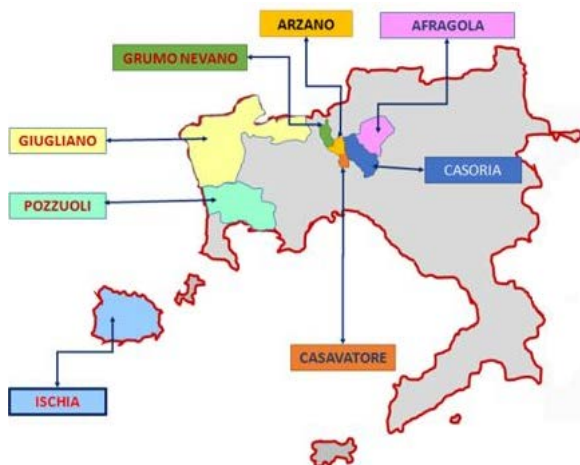 ARZANO
AFRAGOLA
GRUMO NEVANO
GIUGLIANO
CASORIA
POZZUOLI
CASAVATORE
ISCHIA